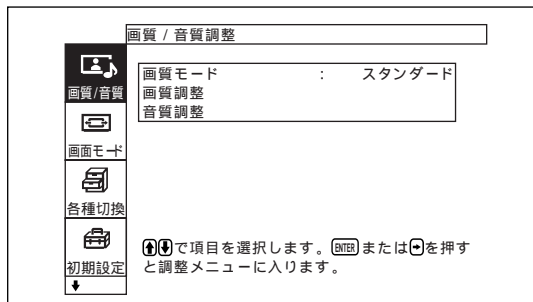 画質 / 音質調整
画質/音質
画面モード
各種切換
初期設定
画質モード : スタンダード
画質調整
音質調整
で項目を選択します。ENTERまたはを押す
と調整メニューに入ります。